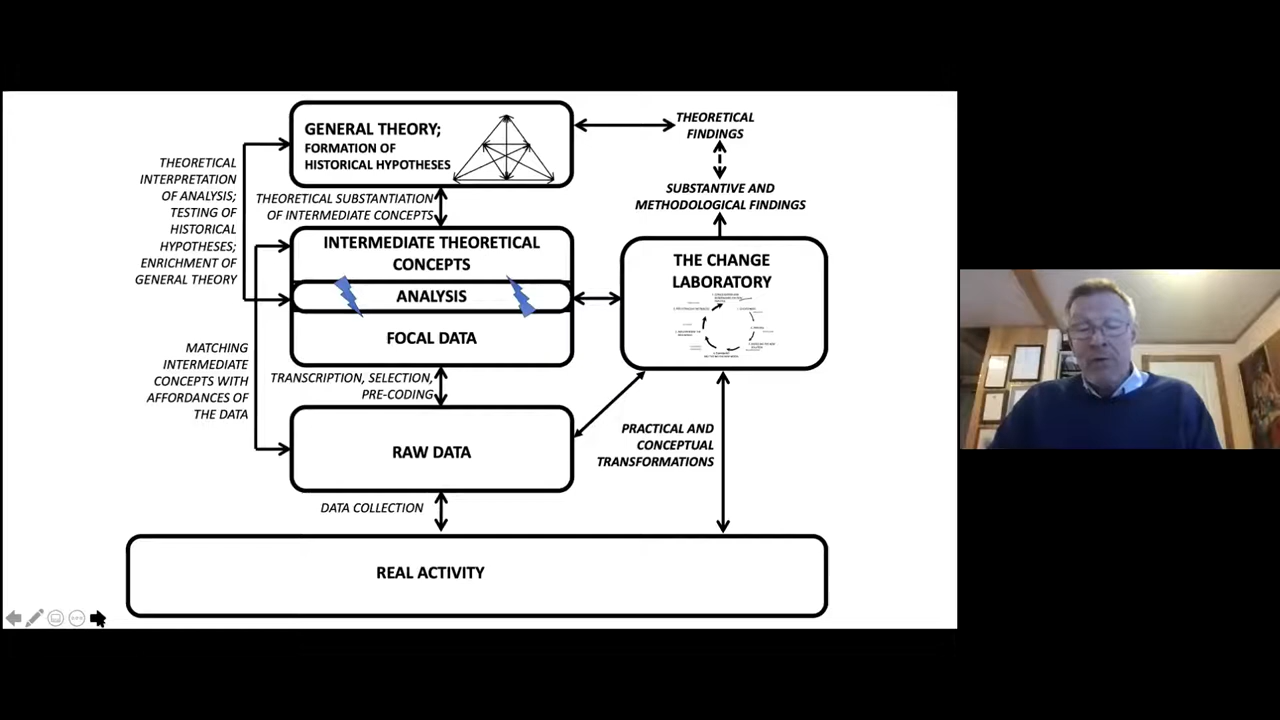 GENERAL THEORY;
FORMATION OF
HISTORICAL HYPOTHESES
THEORETICAL
FINDINGS
THEORETICAL
INTERPRETATION
OF ANALYSIS;
TESTING OF
HISTORICAL
HYPOTHESES;
ENRICHMENT OF
GENERAL THEORY
THEORETICAL SUBSTANTIATION
OF INTERMEDIATE CONCEPTS
SUBSTANTIVE AND
METHODOLOGICAL FINDINGS
INTERMEDIATE THEORETICAL
CONCEPTS
ANALYSIS
FOCAL DATA
THE CHANGE
LABORATORY
MATCHING
INTERMEDIATE
CONCEPTS WITH
AFFORDANCES OF
THE DATA
TRANSCRIPTION, SELECTION,
PRE-CODING
RAW DATA
PRACTICAL AND
CONCEPTUAL
TRANSFORMATIONS
DATA COLLECTION
REAL ACTIVITY